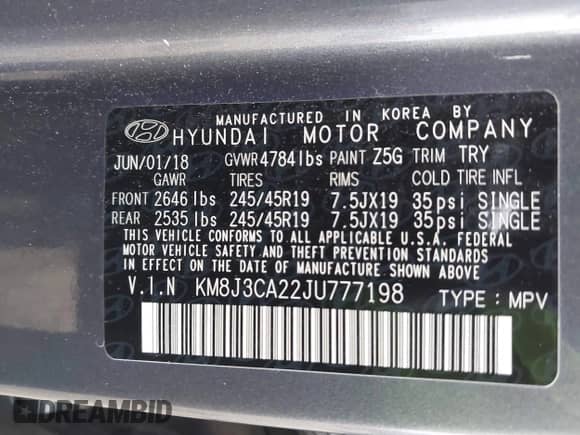 MANUFACTURED IN KOREA BY
HYUNDAI MOTOR COMPANY
JUN/01/18 GVWR4784lbs PAINT Z5G TRIM TRY
GAWR TIRES RIMS COLD TIRE INFL
FRONT 2646 lbs 245/45R19 7.5JX19 35psi SINGLE
REAR 2535 lbs 245/45R19 7.5JX19 35psi SINGLE
THIS VEHICLE CONFORMS TO ALL APPLICABLE U.S.A. FEDERAL
MOTOR VEHICLE SAFETY AND THEFT PREVENTION STANDARDS
IN EFFECT ON THE DATE OF MANUFACTURE SHOWN ABOVE.
V.I.N KM8J3CA22JU777198 TYPE : MPV
DREAMBID